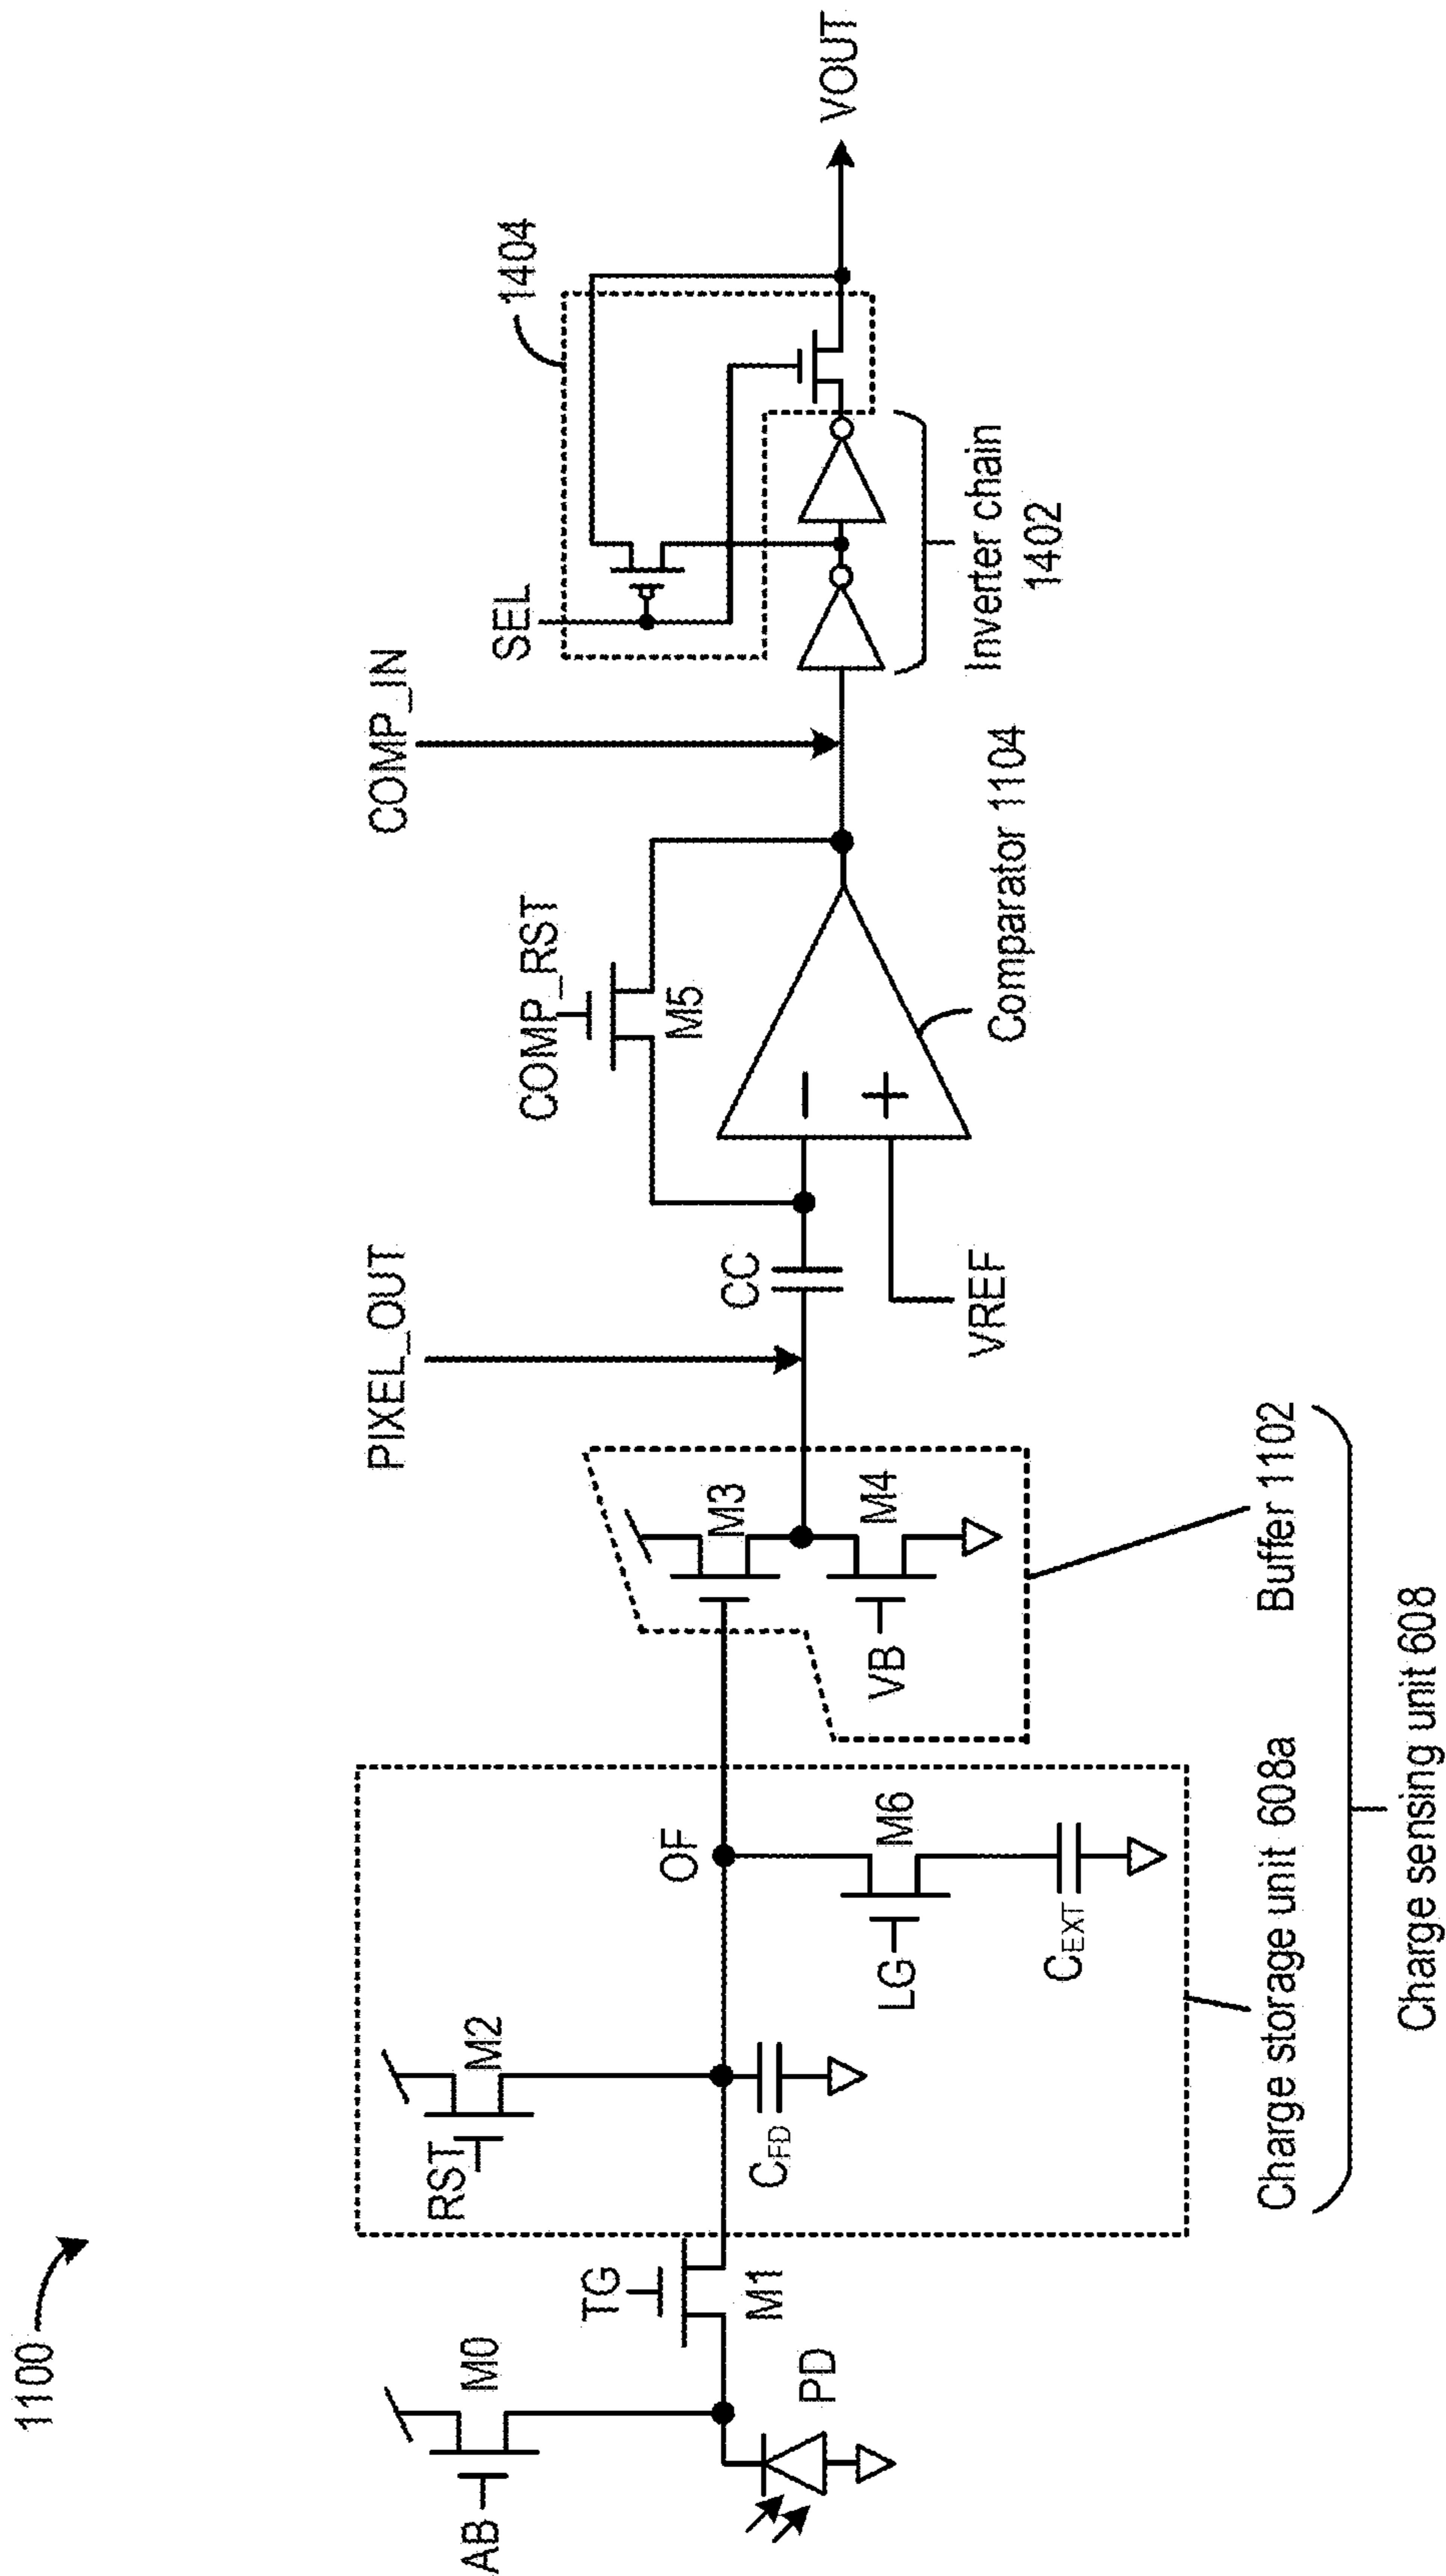 1100
AB
M0
PD
TG
M1
RST
M2
C_FD
OF
LG
M6
C_EXT
Charge storage unit 608a
VB
M3
M4
Buffer 1102
Charge sensing unit 608
PIXEL_OUT
CC
VREF
COMP_RST
M5
Comparator 1104
COMP_IN
SEL
1404
Inverter chain
1402
VOUT